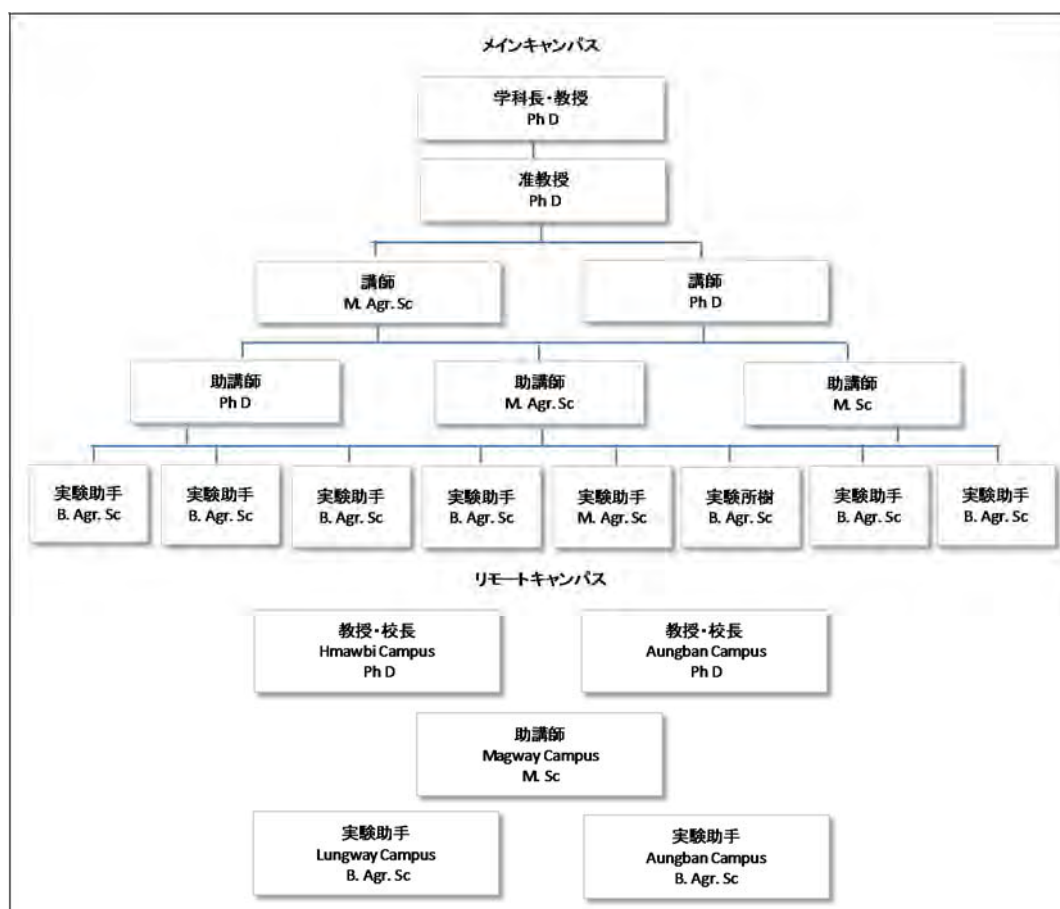 メインキャンパス
学科長・教授
Ph D
准教授
Ph D
講師
M. Agr. Sc
講師
Ph D
助講師
Ph D
助講師
M. Agr. Sc
助講師
M. Sc
実験助手
B. Agr, Sc
実験助手
B. Agr. Sc
実験助手
B. Agr. Sc
実験助手
B. Agr. Sc
実験助手
M. Agr. Sc
実験所樹
B. Agr. Sc
実験助手
B. Agr. Sc
実験助手
B. Agr. Sc
リモートキャンパス
教授・校長
Hmawbi Campus
Ph D
教授・校長
Aungban Campus
Ph D
助講師
Magway Campus
M. Sc
実験助手
Lungway Campus
B. Agr. Sc
実験助手
Aungban Campus
B. Agr. Sc